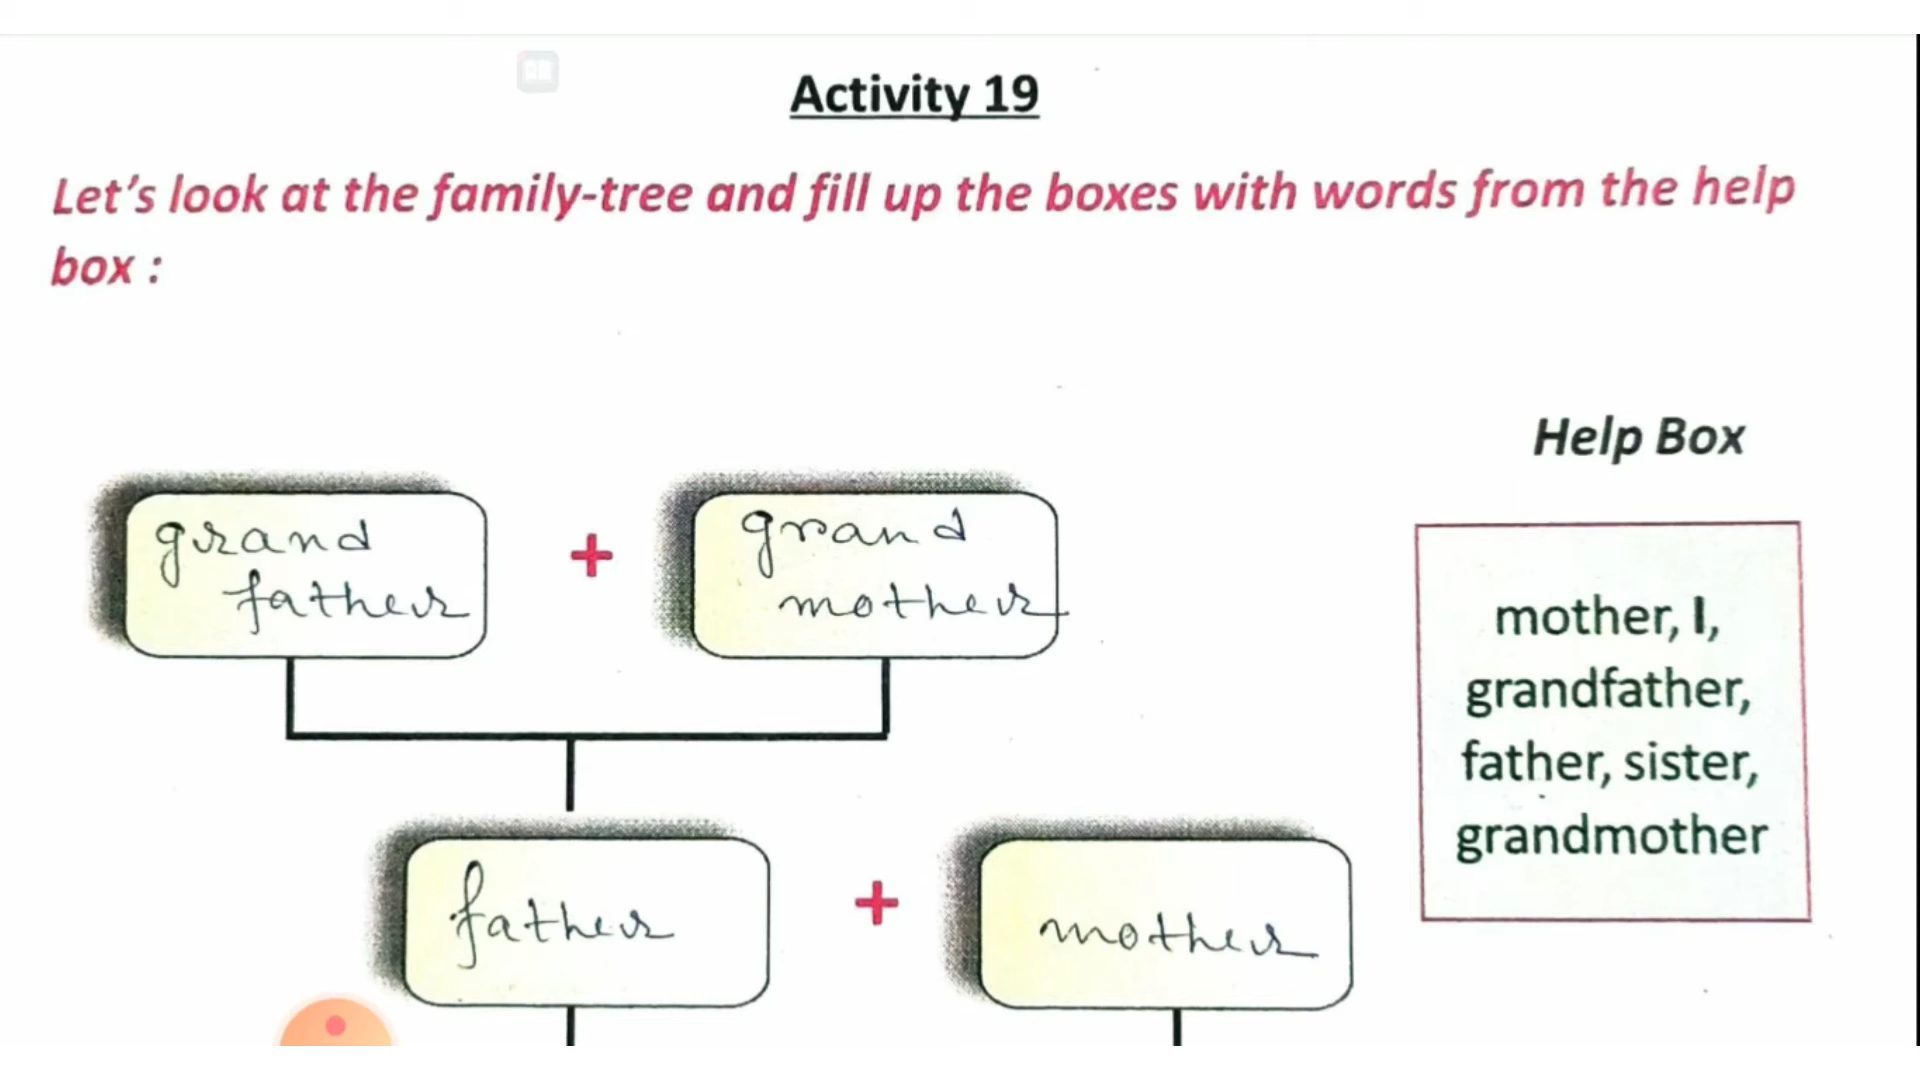 Activity 19
Let's look at the family-tree and fill up the boxes with words from the help
box :
Help Box
grand
father
+
grand
mother
mother, I,
grandfather,
father, sister,
grandmother
father
+
mother